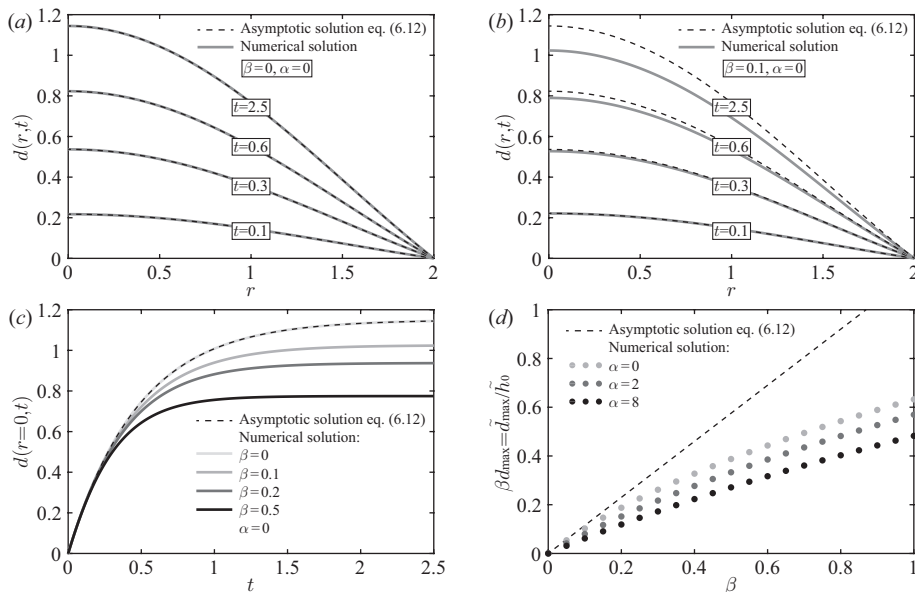 (a)
1.2
1
0.8
0.6
0.4
0.2
0
d(r,t)
Asymptotic solution eq. (6.12)
Numerical solution
β=0, α=0
t=2.5
t=0.6
t=0.3
t=0.1
0 0.5 1 1.5 2
r
(b)
1.2
1
0.8
0.6
0.4
0.2
0
d(r,t)
Asymptotic solution eq. (6.12)
Numerical solution
β=0.1, α=0
t=2.5
t=0.6
t=0.3
t=0.1
0 0.5 1 1.5 2
r
(c)
1.2
1
0.8
0.6
0.4
0.2
0
d(r=0,t)
Asymptotic solution eq. (6.12)
Numerical solution:
β=0
β=0.1
β=0.2
β=0.5
α=0
0 0.5 1 1.5 2 2.5
t
(d)
1
0.8
0.6
0.4
0.2
0
βdmax=d̃max/h̃0
Asymptotic solution eq. (6.12)
Numerical solution:
α=0
α=2
α=8
0 0.2 0.4 0.6 0.8 1
β